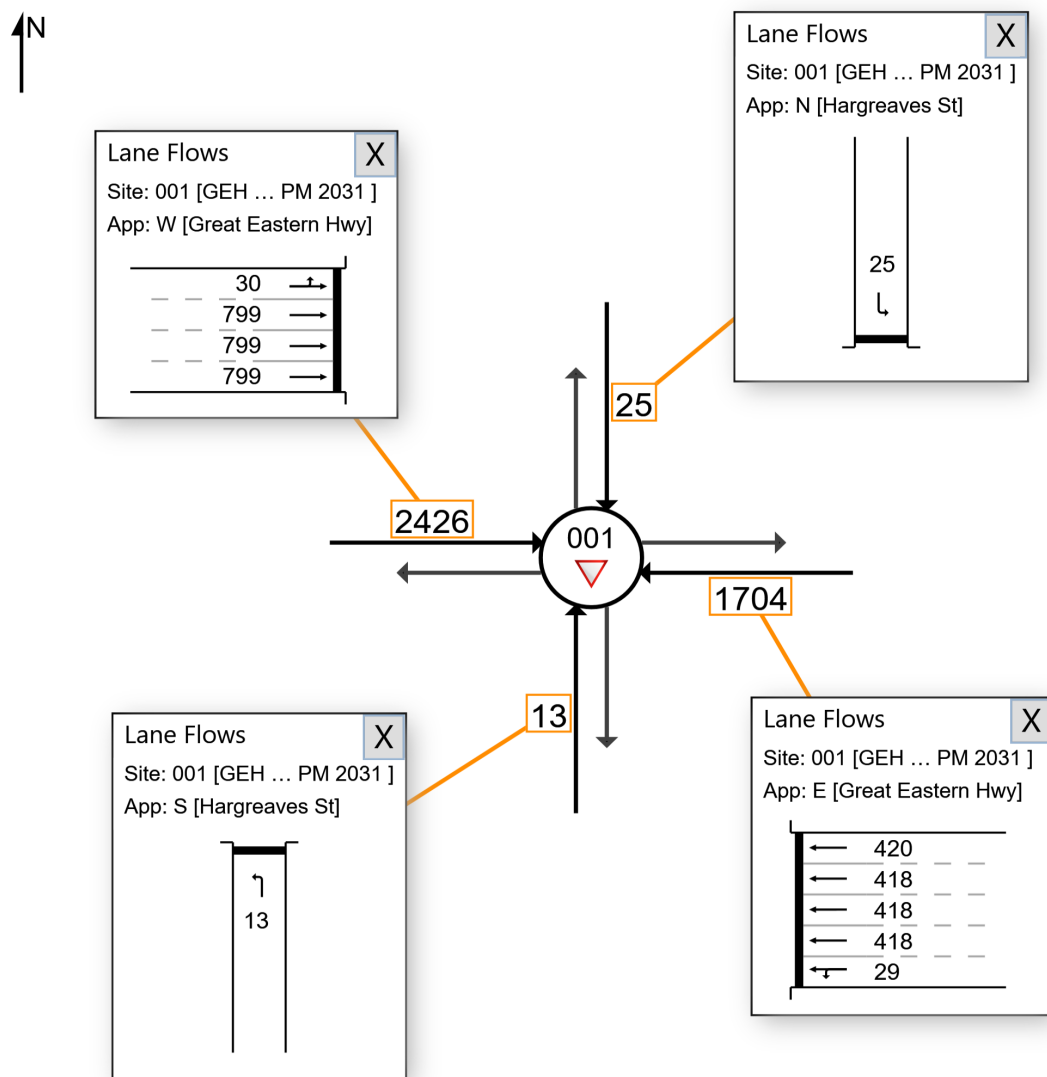 N
Lane Flows X
Site: 001 [GEH ... PM 2031 ]
App: N [Hargreaves St]
25
Lane Flows X
Site: 001 [GEH ... PM 2031 ]
App: W [Great Eastern Hwy]
30
799
799
799
25
2426
001
1704
13
Lane Flows X
Site: 001 [GEH ... PM 2031 ]
App: S [Hargreaves St]
13
Lane Flows X
Site: 001 [GEH ... PM 2031 ]
App: E [Great Eastern Hwy]
420
418
418
418
29